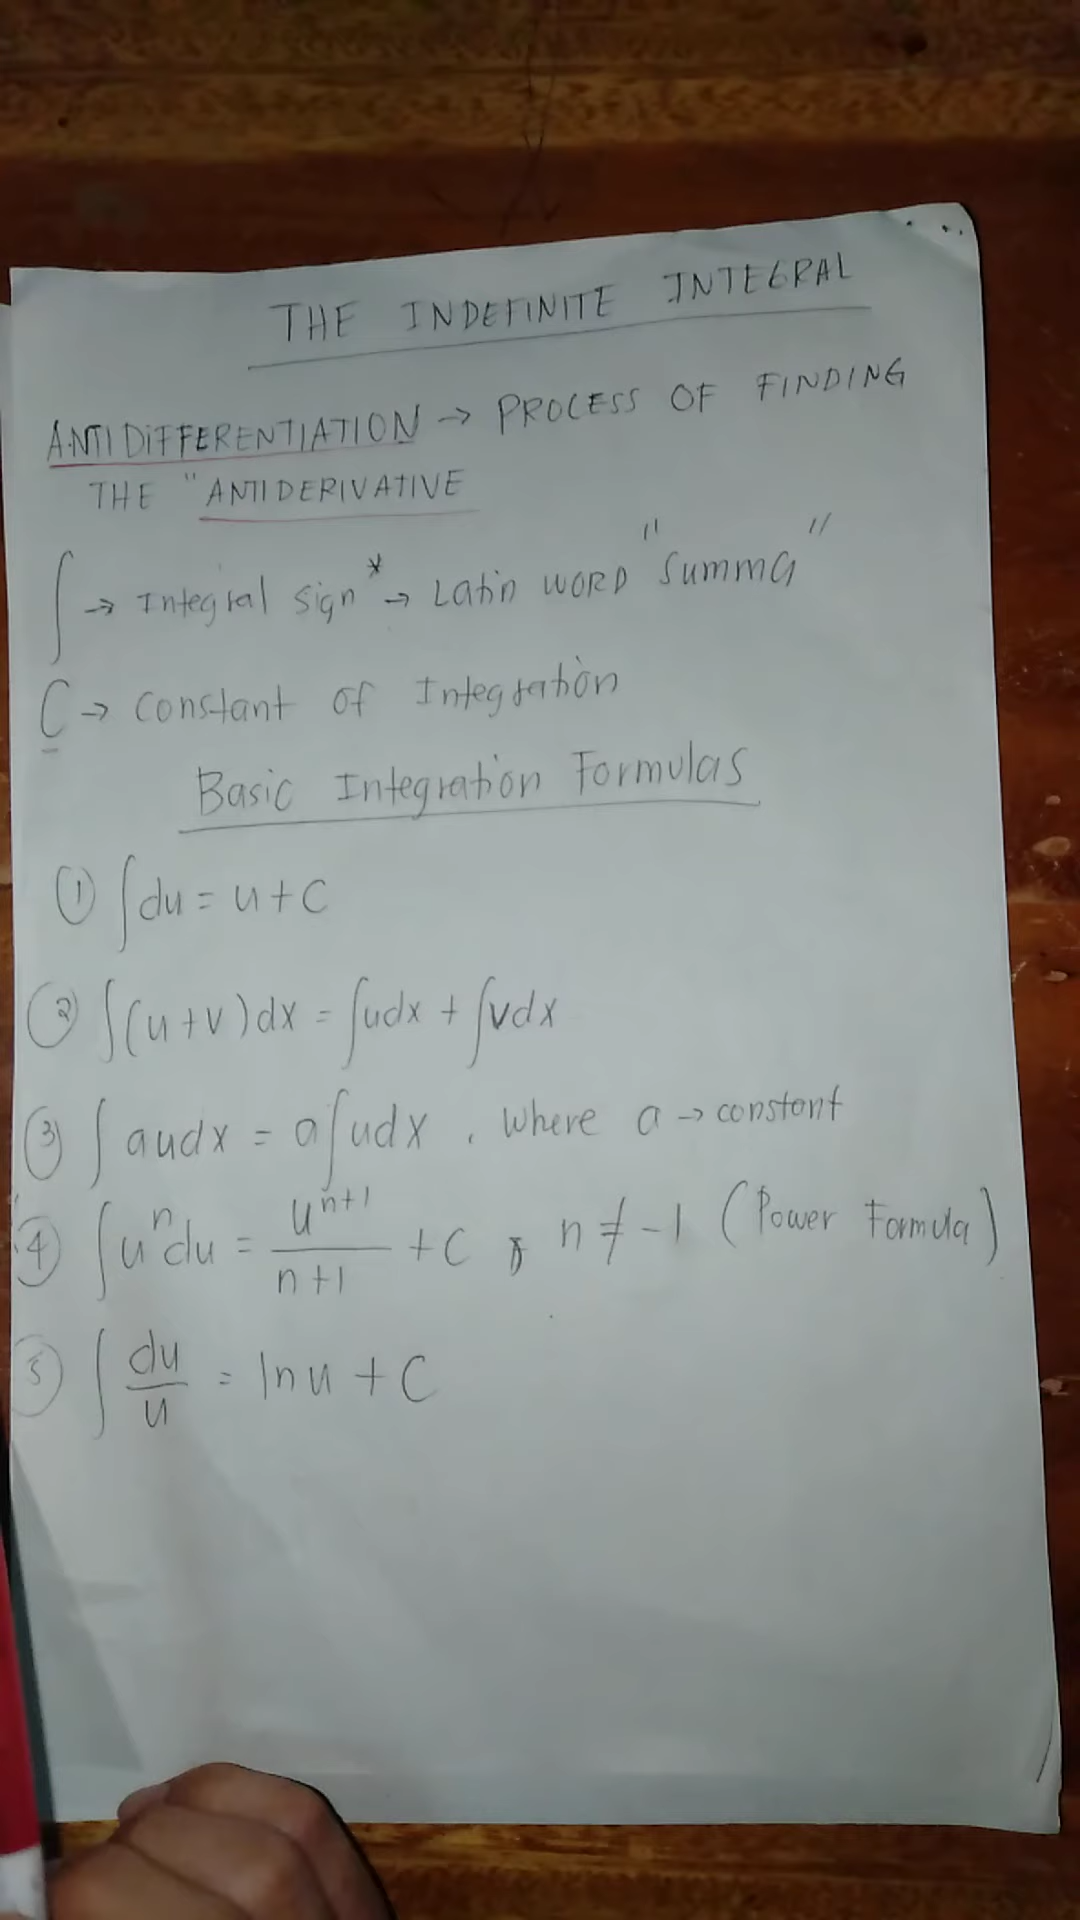 THE INDEFINITE INTEGRAL
ANTIDIFFERENTIATION → PROCESS OF FINDING
THE "ANTIDERIVATIVE
∫ → Integral sign* → Latin WORD "Summa"
C → Constant of Integration
Basic Integration Formulas
① ∫du = u + C
② ∫(u + v)dx = ∫udx + ∫vdx
③ ∫audx = a∫udx , where a → constant
④ ∫uⁿdu = uⁿ⁺¹/(n+1) + C , n ≠ -1 (Power Formula)
⑤ ∫du/u = ln u + C